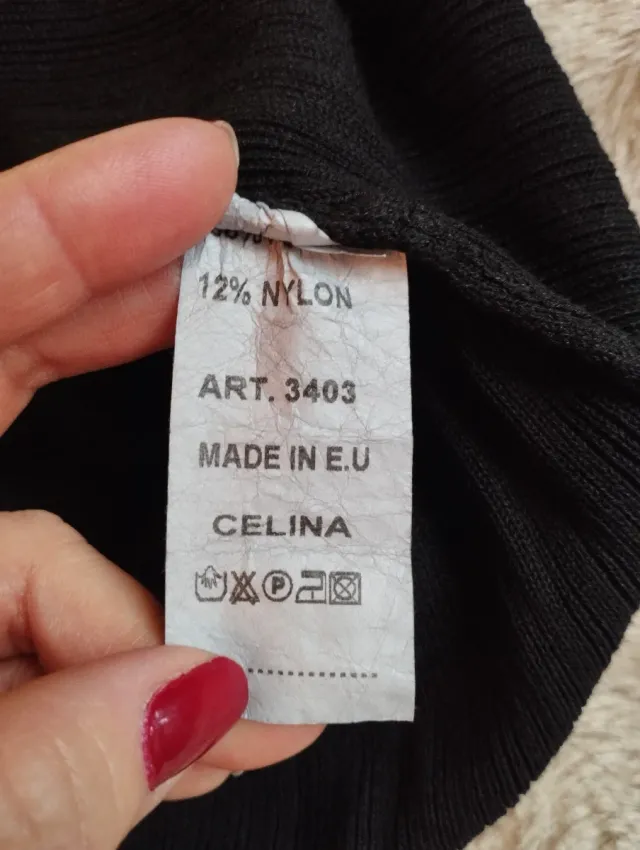 12% NYLON
ART. 3403
MADE IN E.U
CELINA
P